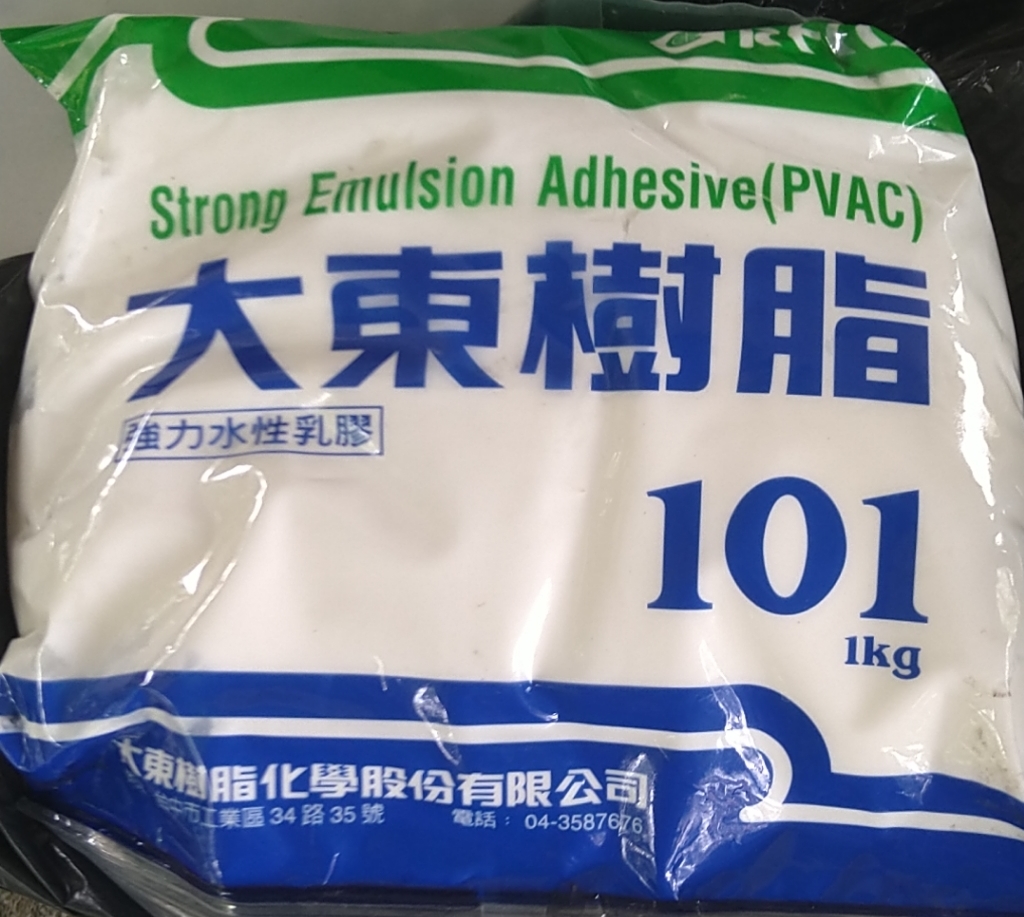 Strong Emulsion Adhesive(PVAC)
大東樹脂
強力水性乳膠
101
1kg
大東樹脂化學股份有限公司
台中市工業區34路35號 電話：04-3587676